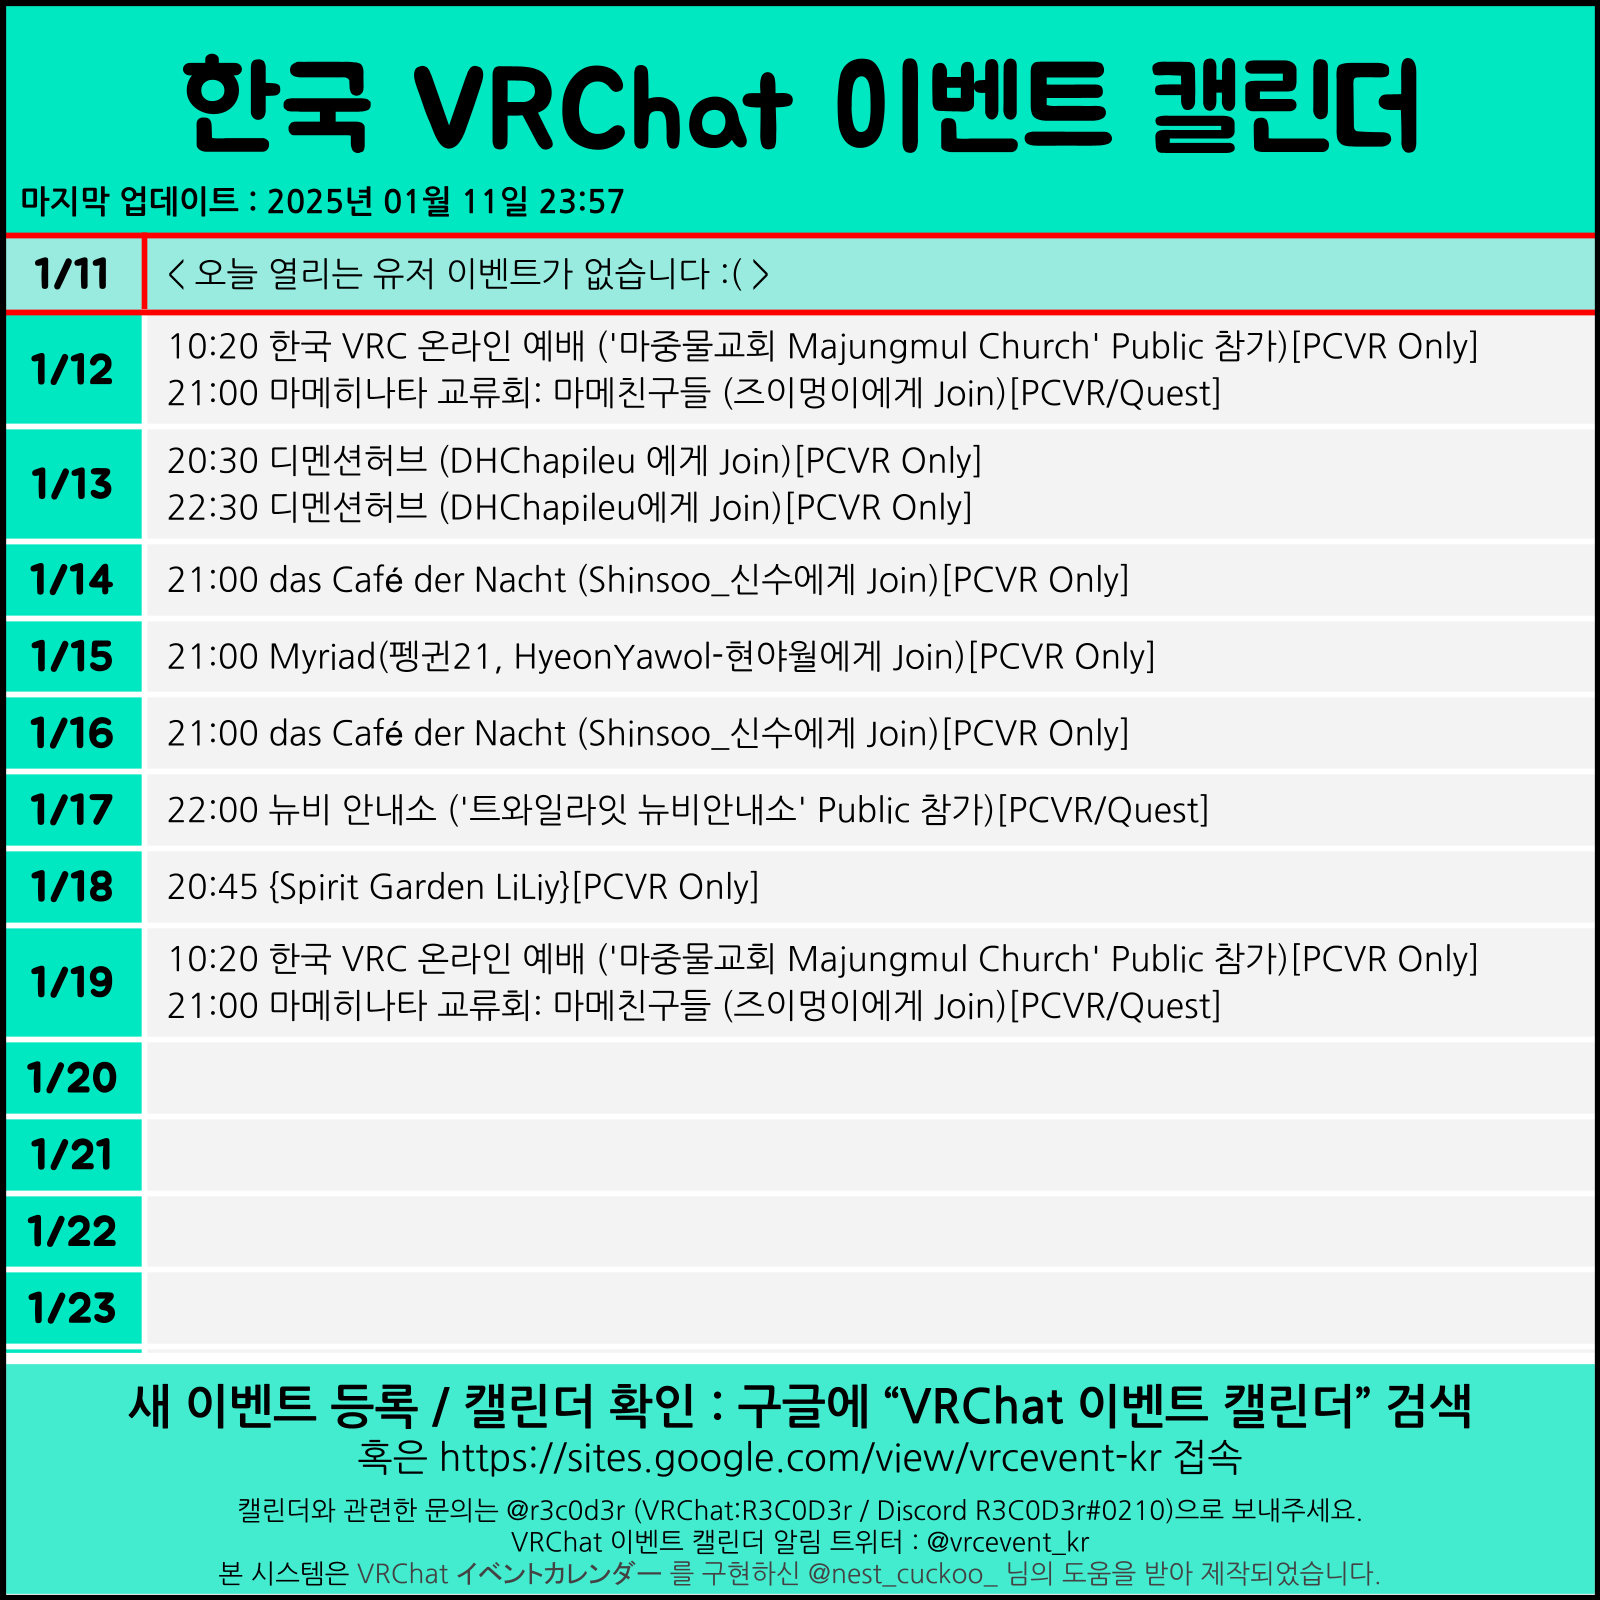 한국 VRChat 이벤트 캘린더
마지막 업데이트 : 2025년 01월 11일 23:57
1/11
< 오늘 열리는 유저 이벤트가 없습니다 :( >
1/12
10:20 한국 VRC 온라인 예배 ('마중물교회 Majungmul Church' Public 참가)[PCVR Only]
21:00 마메히나타 교류회: 마메친구들 (즈이멍이에게 Join)[PCVR/Quest]
1/13
20:30 디멘션허브 (DHChapileu 에게 Join)[PCVR Only]
22:30 디멘션허브 (DHChapileu에게 Join)[PCVR Only]
1/14
21:00 das Café der Nacht (Shinsoo_신수에게 Join)[PCVR Only]
1/15
21:00 Myriad(펭귄21, HyeonYawol-현야월에게 Join)[PCVR Only]
1/16
21:00 das Café der Nacht (Shinsoo_신수에게 Join)[PCVR Only]
1/17
22:00 뉴비 안내소 ('트와일라잇 뉴비안내소' Public 참가)[PCVR/Quest]
1/18
20:45 {Spirit Garden LiLiy}[PCVR Only]
1/19
10:20 한국 VRC 온라인 예배 ('마중물교회 Majungmul Church' Public 참가)[PCVR Only]
21:00 마메히나타 교류회: 마메친구들 (즈이멍이에게 Join)[PCVR/Quest]
1/20
1/21
1/22
1/23
새 이벤트 등록 / 캘린더 확인 : 구글에 “VRChat 이벤트 캘린더” 검색
혹은 https://sites.google.com/view/vrcevent-kr 접속
캘린더와 관련한 문의는 @r3c0d3r (VRChat:R3C0D3r / Discord R3C0D3r#0210)으로 보내주세요.
VRChat 이벤트 캘린더 알림 트위터 : @vrcevent_kr
본 시스템은 VRChat イベントカレンダー 를 구현하신 @nest_cuckoo_ 님의 도움을 받아 제작되었습니다.